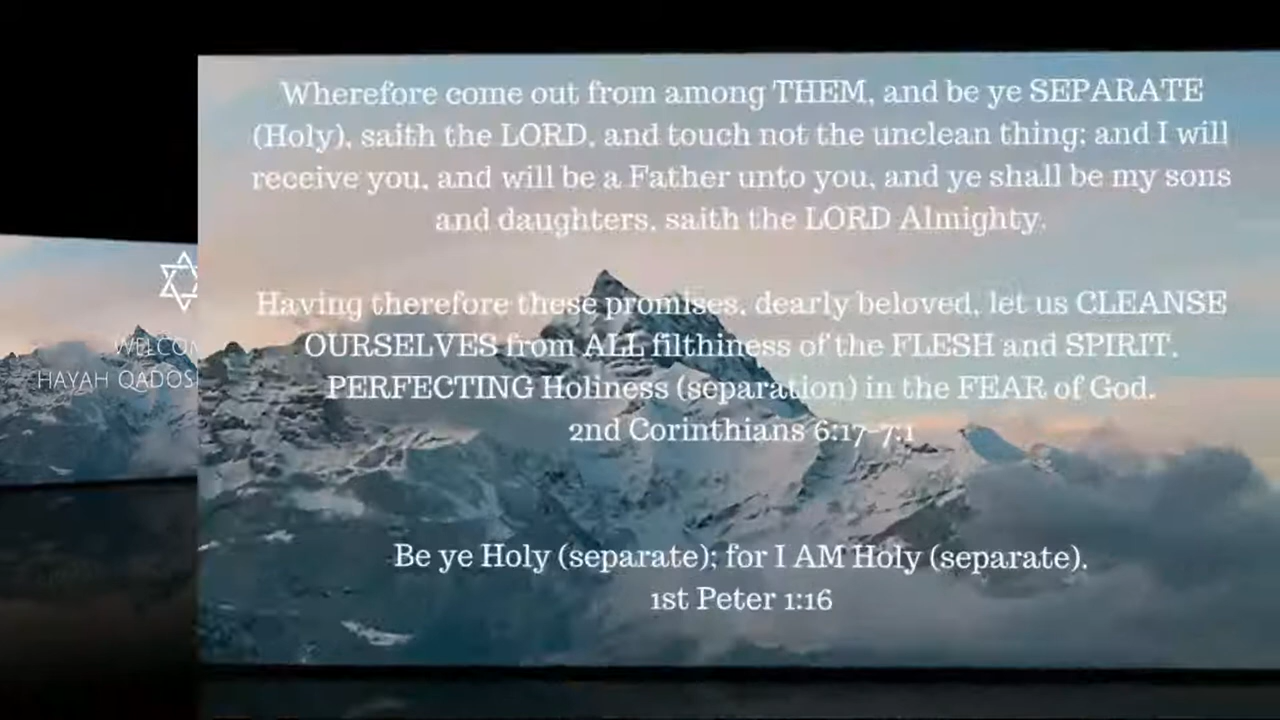 Wherefore come out from among THEM, and be ye SEPARATE
(Holy), saith the LORD, and touch not the unclean thing; and I will
receive you, and will be a Father unto you, and ye shall be my sons
and daughters, saith the LORD Almighty.
Having therefore these promises, dearly beloved, let us CLEANSE
OURSELVES from ALL filthiness of the FLESH and SPIRIT,
PERFECTING Holiness (separation) in the FEAR of God.
2nd Corinthians 6:17-7:1
Be ye Holy (separate); for I AM Holy (separate).
1st Peter 1:16
HAYAH